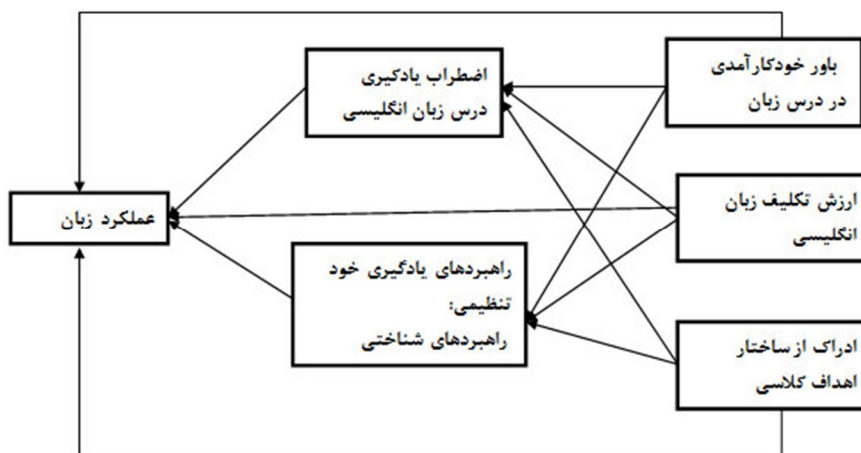 باور خودکارآمدی
در درس زبان
اضطراب یادکیری
درس زبان انگلیسی
ارزش تکلیف زبان
انگلیسی
عملکرد زبان
راهبردهای یادگیری خود
تنظیمی:
راهبردهای شناختی
ادراک از ساختار
اهداف کلاسی